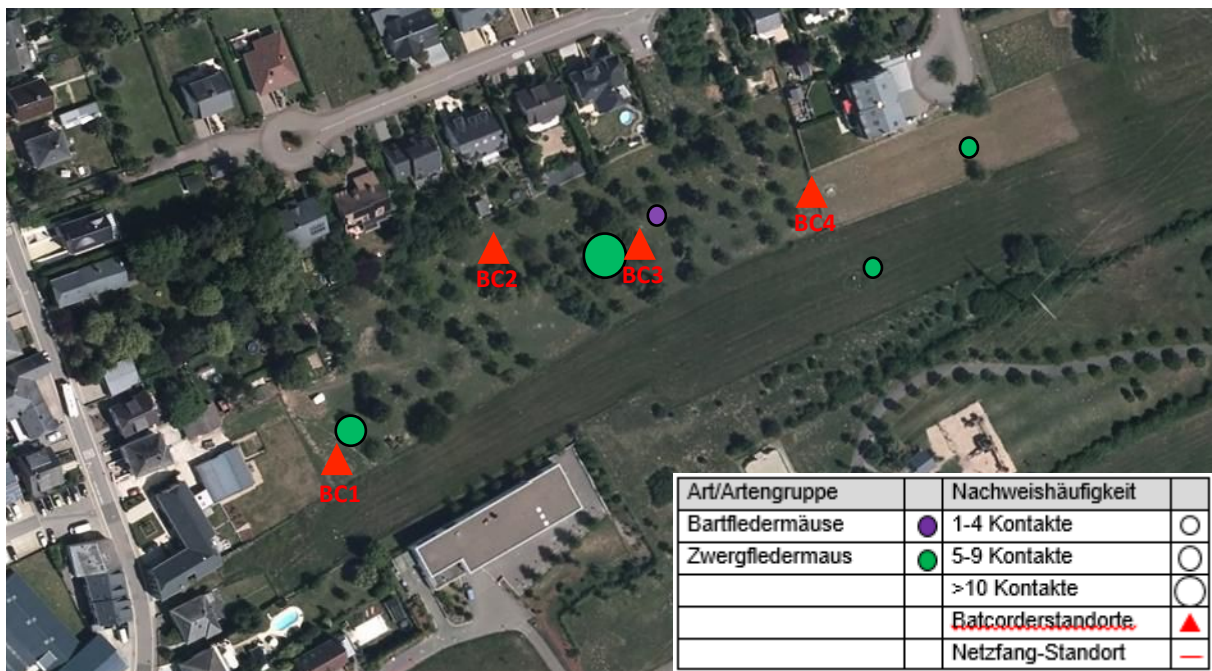 BC4
BC2
BC3
BC1
Art/Artengruppe Nachweishäufigkeit
Bartfledermäuse 1-4 Kontakte
Zwergfledermaus 5-9 Kontakte
>10 Kontakte
Batcorderstandorte
Netzfang-Standort